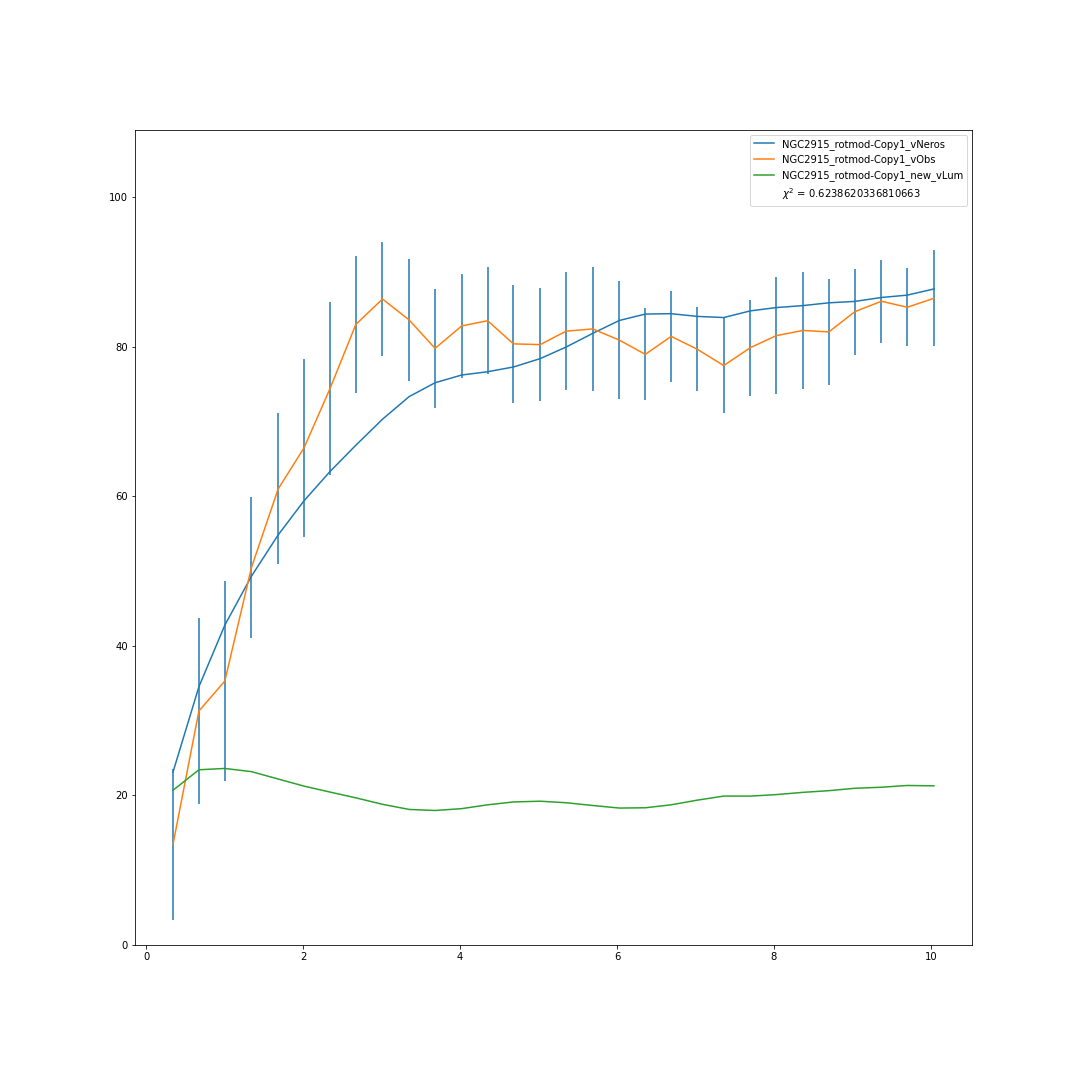 NGC2915_rotmod-Copy1_vNeros
NGC2915_rotmod-Copy1_vObs
NGC2915_rotmod-Copy1_new_vLum
χ² = 0.6238620336810663
100
80
60
40
20
0
0 2 4 6 8 10